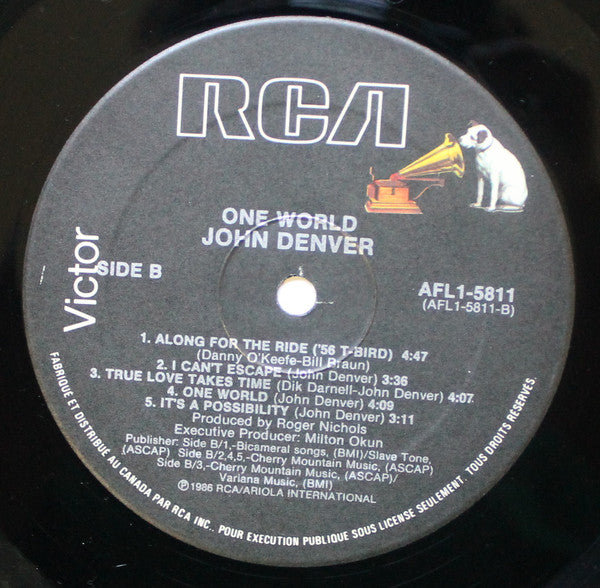 RCA
Victor
ONE WORLD
JOHN DENVER
SIDE B
AFL1-5811
(AFL1-5811-B)
1. ALONG FOR THE RIDE ('56 T-BIRD) 4:47
(Danny O'Keefe-Bill Braun)
2. I CAN'T ESCAPE (John Denver) 3:36
3. TRUE LOVE TAKES TIME (Dik Darnell-John Denver) 4:07
4. ONE WORLD (John Denver) 4:09
5. IT'S A POSSIBILITY (John Denver) 3:11
Produced by Roger Nichols
Executive Producer: Milton Okun
Publisher: Side B/1,-Bicameral songs, (BMI)/Slave Tone,
(ASCAP) Side B/2,4,5,-Cherry Mountain Music, (ASCAP)
Side B/3,-Cherry Mountain Music, (ASCAP)/
Variana Music, (BMI)
℗1986 RCA/ARIOLA INTERNATIONAL
FABRIQUÉ ET DISTRIBUÉ AU CANADA PAR RCA INC., POUR EXÉCUTION PUBLIQUE SOUS LICENSE SEULEMENT. TOUS DROITS RÉSERVÉS.